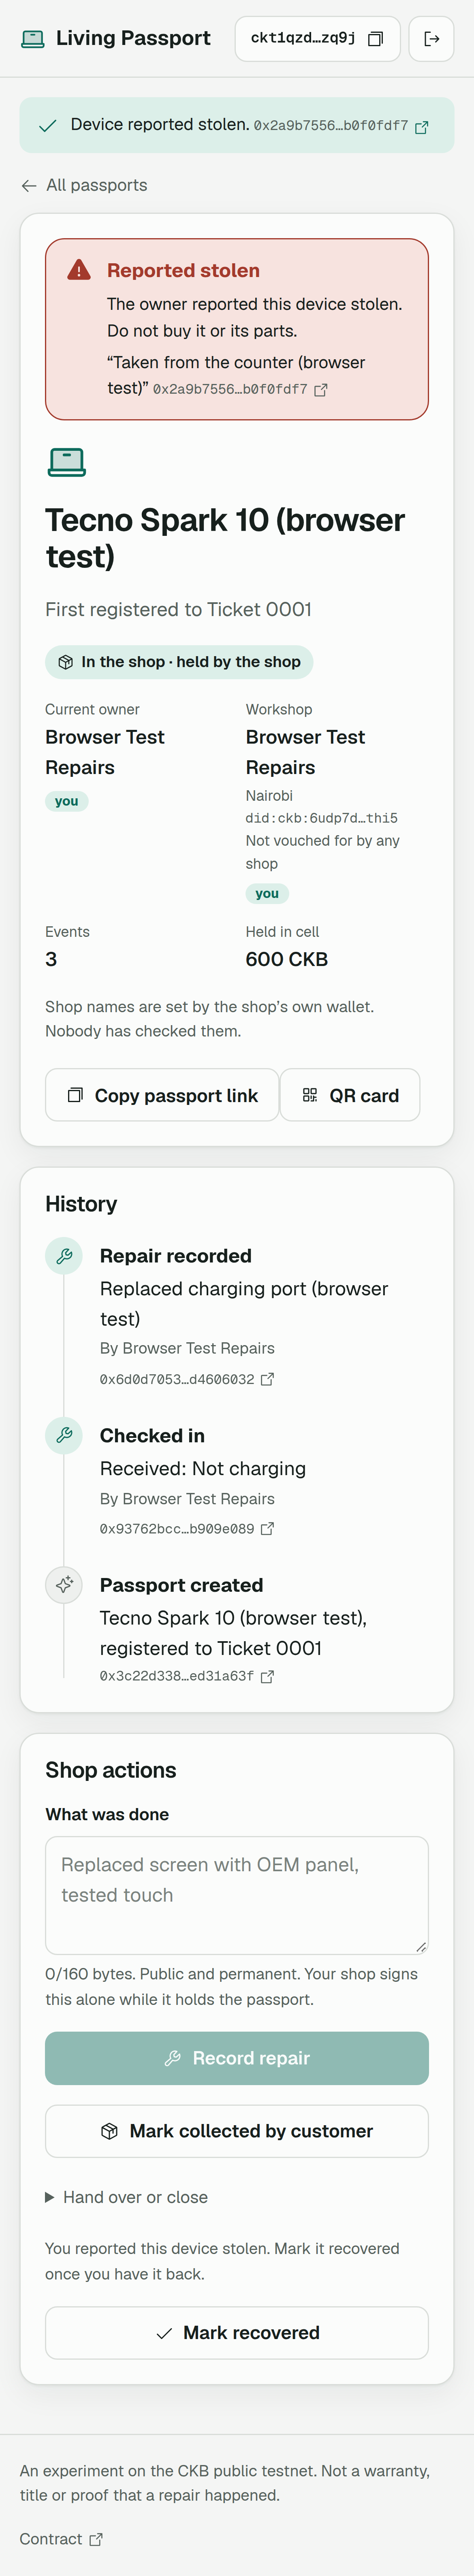 Living Passport
ckt1qzd…zq9j
Device reported stolen. 0x2a9b7556…b0f0fdf7
All passports
Reported stolen
The owner reported this device stolen.
Do not buy it or its parts.
“Taken from the counter (browser
test)” 0x2a9b7556…b0f0fdf7
Tecno Spark 10 (browser
test)
First registered to Ticket 0001
In the shop · held by the shop
Current owner
Browser Test
Repairs
you
Workshop
Browser Test
Repairs
Nairobi
did:ckb:6udp7d…thi5
Not vouched for by any
shop
you
Events
3
Held in cell
600 CKB
Shop names are set by the shop’s own wallet.
Nobody has checked them.
Copy passport link
QR card
History
Repair recorded
Replaced charging port (browser
test)
By Browser Test Repairs
0x6d0d7053…d4606032
Checked in
Received: Not charging
By Browser Test Repairs
0x93762bcc…b909e089
Passport created
Tecno Spark 10 (browser test),
registered to Ticket 0001
0x3c22d338…ed31a63f
Shop actions
What was done
Replaced screen with OEM panel,
tested touch
0/160 bytes. Public and permanent. Your shop signs
this alone while it holds the passport.
Record repair
Mark collected by customer
Hand over or close
You reported this device stolen. Mark it recovered
once you have it back.
Mark recovered
An experiment on the CKB public testnet. Not a warranty,
title or proof that a repair happened.
Contract